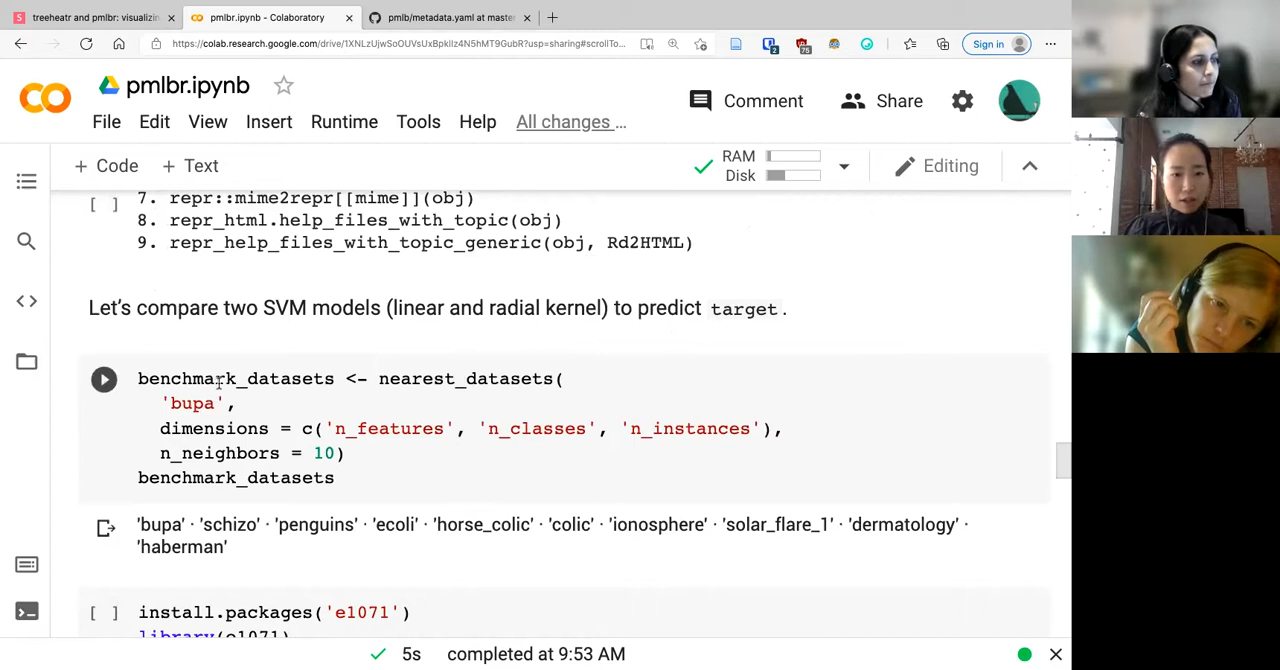 treeheatr and pmlbr: visualizin
pmlbr.ipynb - Colaboratory
pmlb/metadata.yaml at master
https://colab.research.google.com/drive/1XNLzUjwSoOUVsUxBpkiIz4N5hMT9GubR?usp=sharing#scrollTo...
2
75
Sign in
pmlbr.ipynb
File Edit View Insert Runtime Tools Help All changes …
Comment
Share
+ Code + Text
RAM
Disk
Editing
7. repr::mime2repr[[mime]](obj)
[ ]
8. repr_html.help_files_with_topic(obj)
9. repr_help_files_with_topic_generic(obj, Rd2HTML)
Let's compare two SVM models (linear and radial kernel) to predict target.
benchmark_datasets <- nearest_datasets(
'bupa',
dimensions = c('n_features', 'n_classes', 'n_instances'),
n_neighbors = 10)
benchmark_datasets
'bupa' · 'schizo' · 'penguins' · 'ecoli' · 'horse_colic' · 'colic' · 'ionosphere' · 'solar_flare_1' · 'dermatology' ·
'haberman'
[ ] install.packages('e1071')
library(e1071)
5s completed at 9:53 AM